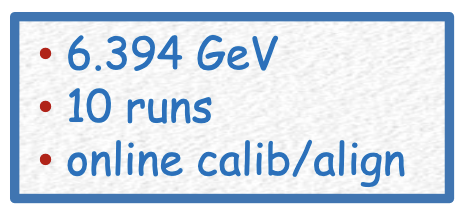 • 6.394 GeV
• 10 runs
• online calib/align